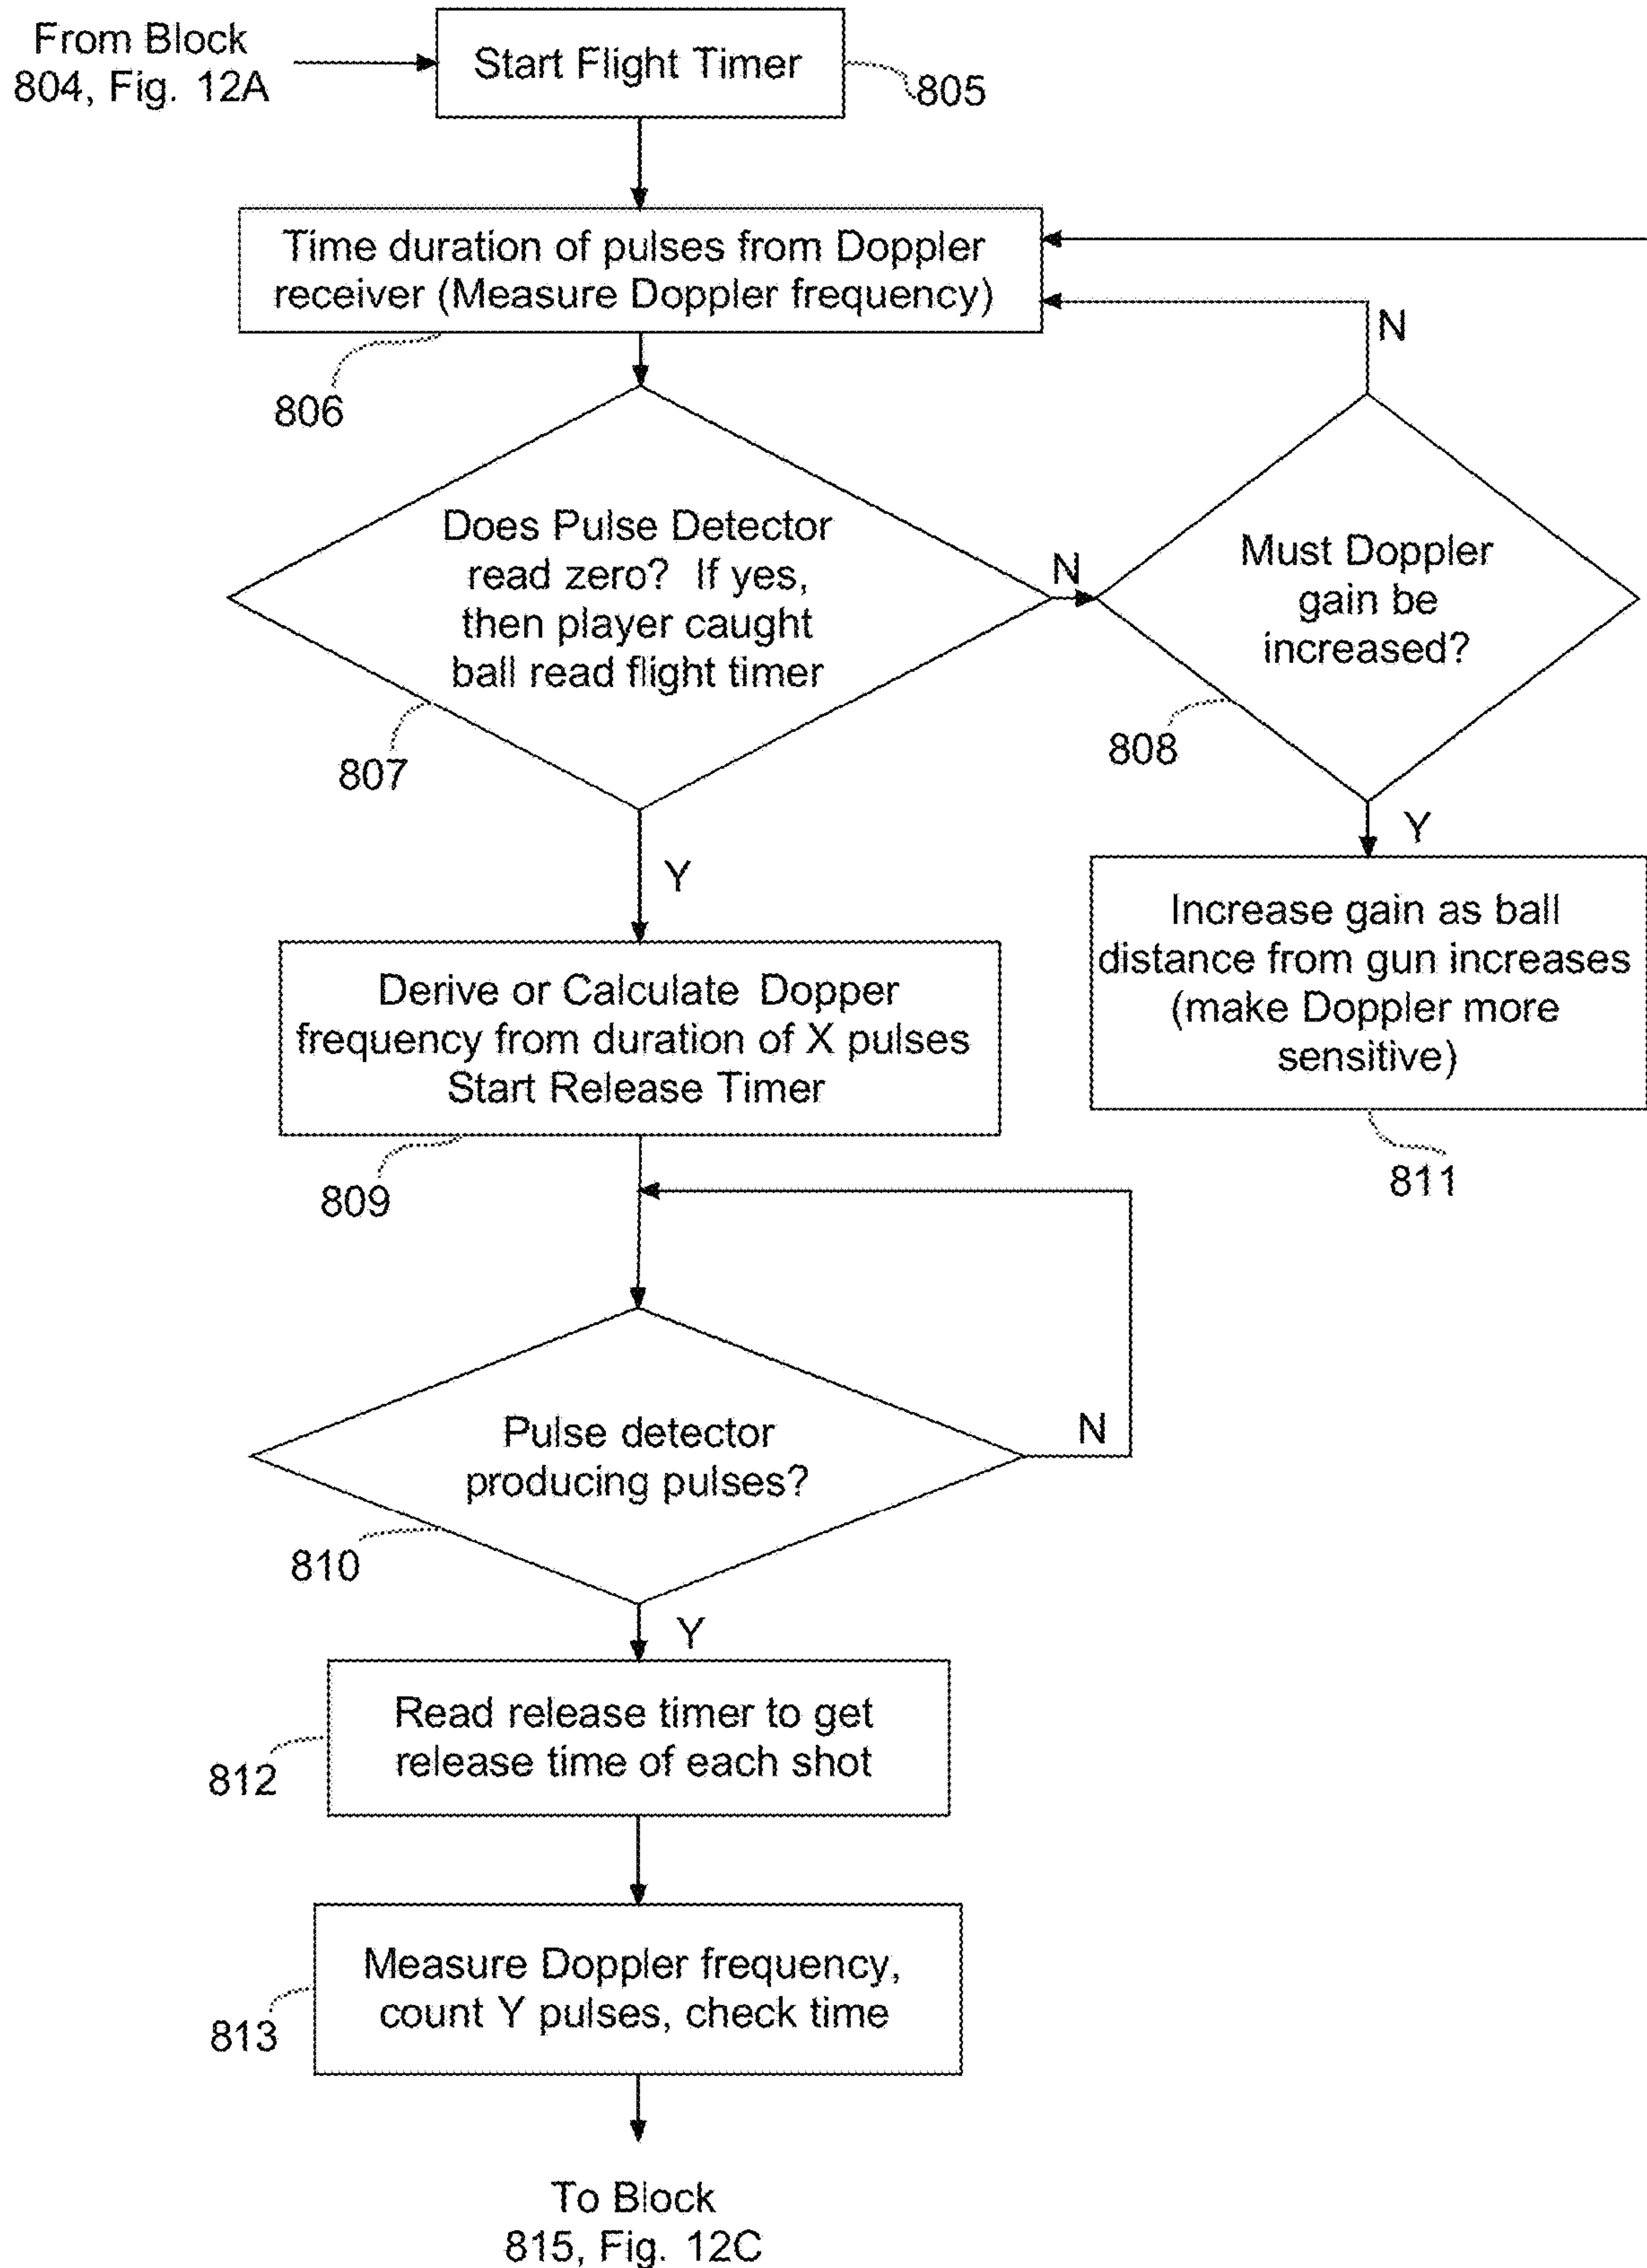 From Block
804, Fig. 12A
Start Flight Timer
805
Time duration of pulses from Doppler
receiver (Measure Doppler frequency)
806
N
Does Pulse Detector
read zero? If yes,
then player caught
ball read flight timer
807
N
Must Doppler
gain be
increased?
808
Y
Y
Increase gain as ball
distance from gun increases
(make Doppler more
sensitive)
811
Derive or Calculate Dopper
frequency from duration of X pulses
Start Release Timer
809
Pulse detector
producing pulses?
N
810
Y
Read release timer to get
release time of each shot
812
Measure Doppler frequency,
count Y pulses, check time
813
To Block
815, Fig. 12C